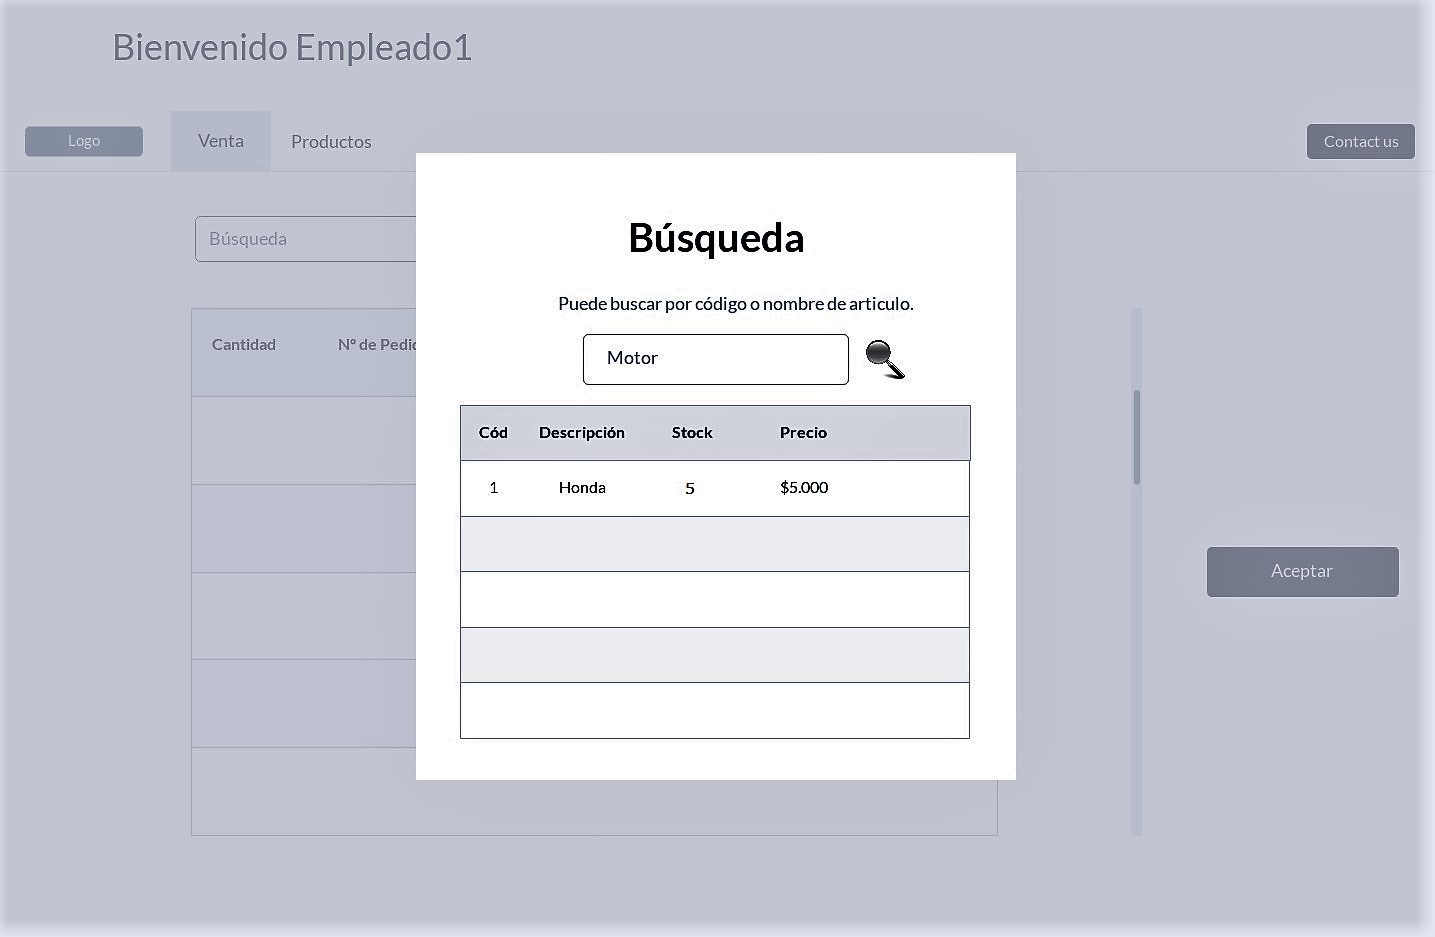 Bienvenido Empleado1
Logo
Venta
Productos
Contact us
Búsqueda
Cantidad
Nº de
Aceptar
Búsqueda
Puede buscar por código o nombre de articulo.
Motor
Cód Descripción Stock Precio
1 Honda 5 $5.000